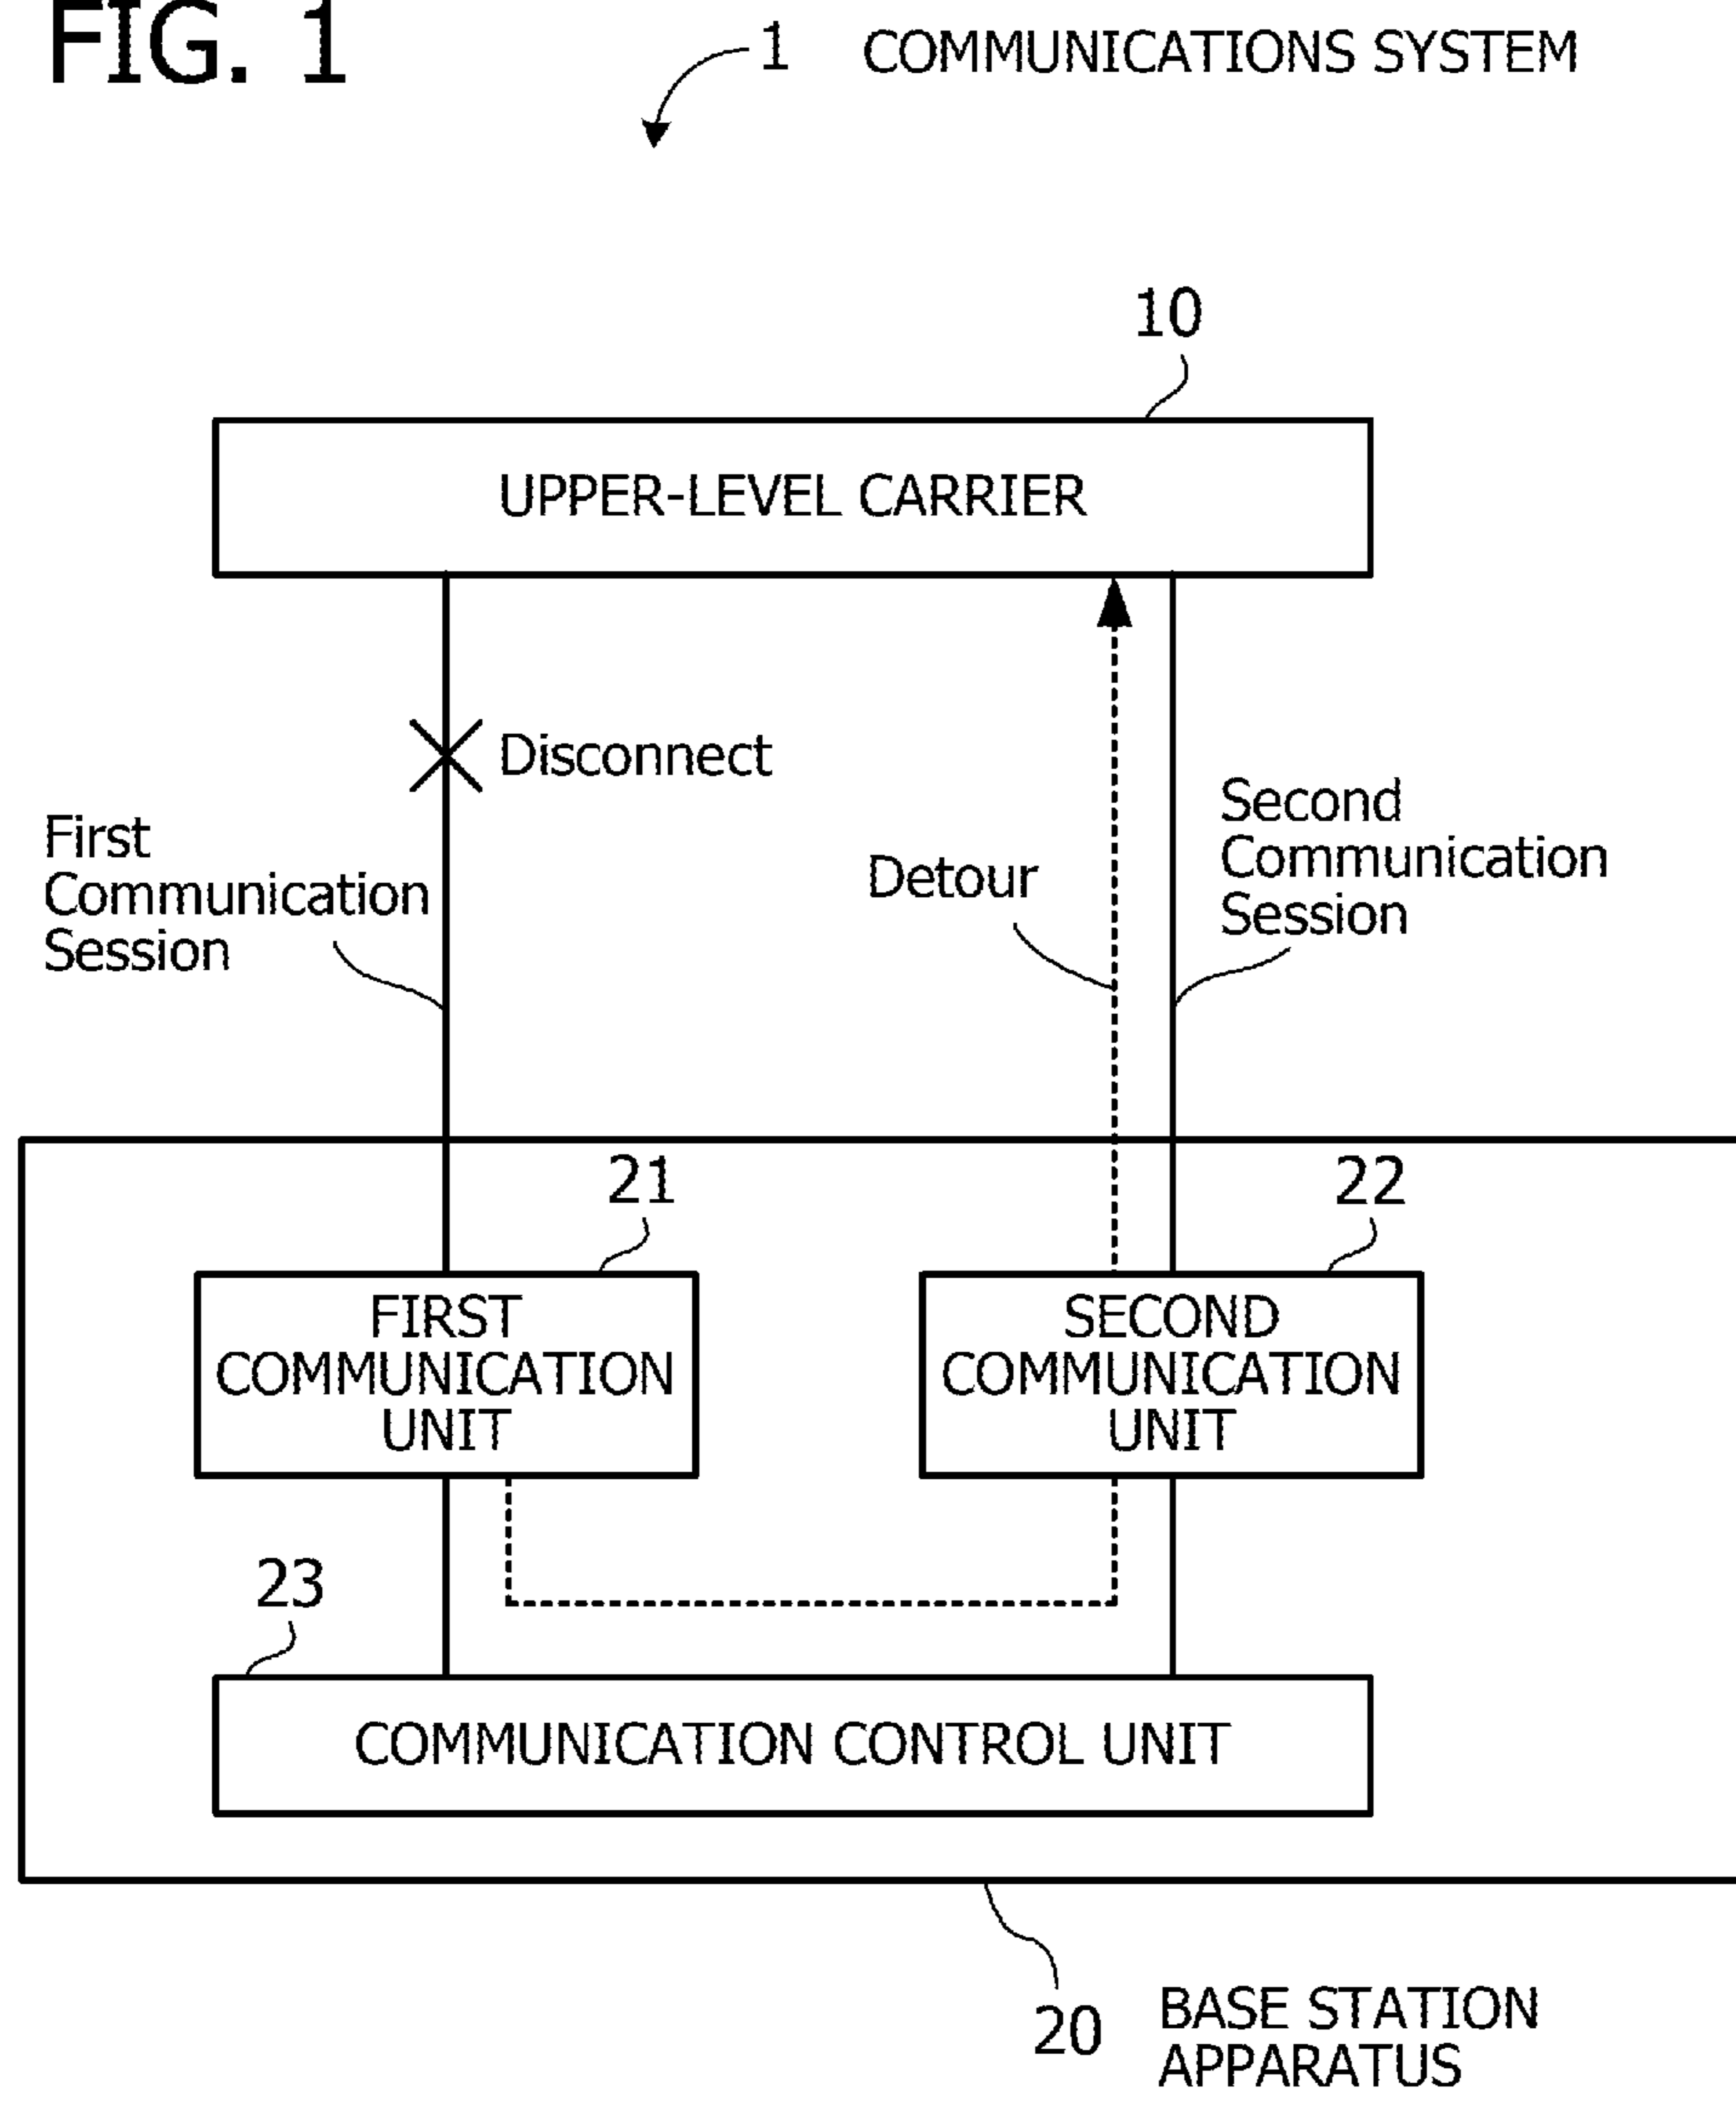 FIG. 1
1 COMMUNICATIONS SYSTEM
10
UPPER-LEVEL CARRIER
Disconnect
First
Communication
Session
Detour
Second
Communication
Session
21
22
FIRST
COMMUNICATION
UNIT
SECOND
COMMUNICATION
UNIT
23
COMMUNICATION CONTROL UNIT
20
BASE STATION
APPARATUS